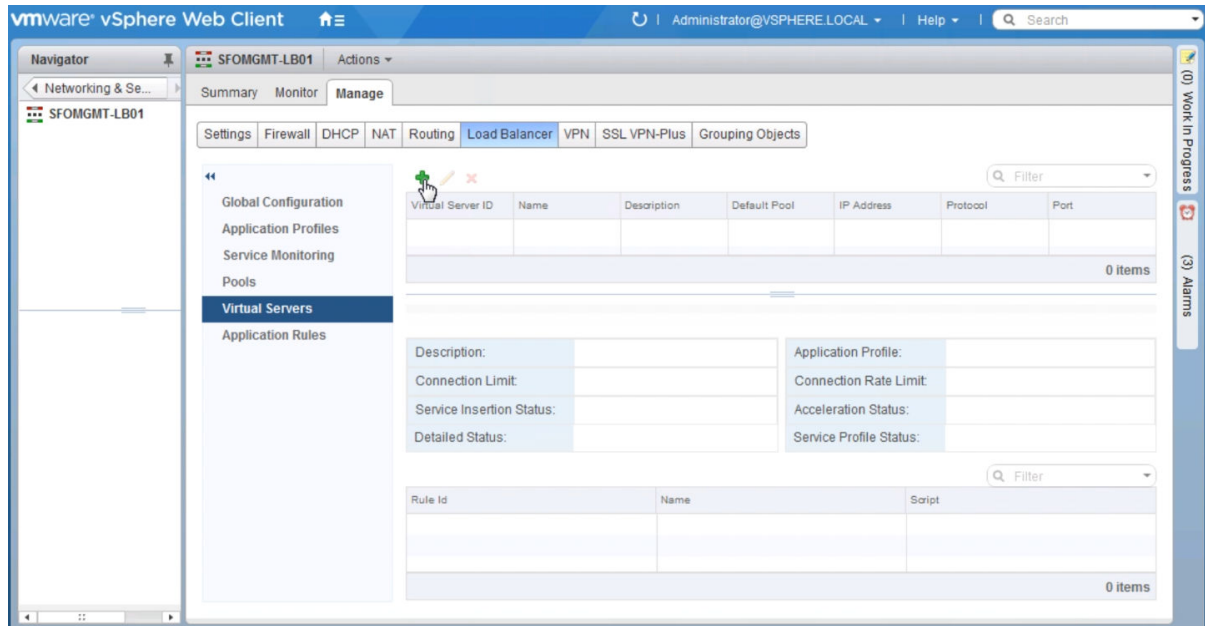 vmware® vSphere Web Client
Administrator@VSPHERE.LOCAL
Help
Search
Navigator
Networking & Se...
SFOMGMT-LB01
SFOMGMT-LB01
Actions
Summary Monitor Manage
Settings Firewall DHCP NAT Routing Load Balancer VPN SSL VPN-Plus Grouping Objects
Global Configuration
Application Profiles
Service Monitoring
Pools
Virtual Servers
Application Rules
Filter
Virtual Server ID Name Description Default Pool IP Address Protocol Port
0 items
Description:
Application Profile:
Connection Limit:
Connection Rate Limit:
Service Insertion Status:
Acceleration Status:
Detailed Status:
Service Profile Status:
Filter
Rule Id Name Script
0 items
(0) Work In Progress
(3) Alarms